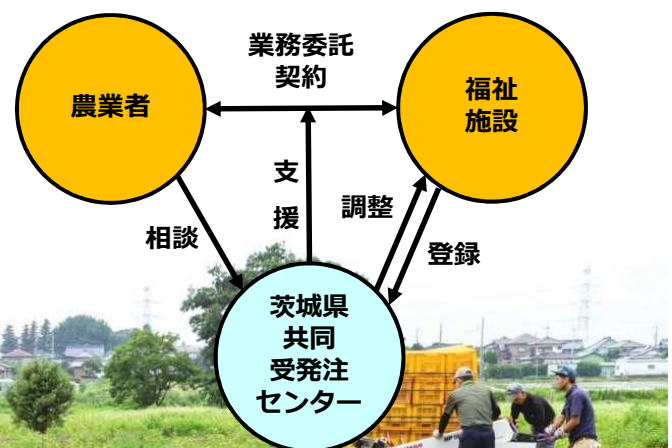 業務委託
契約
農業者
福祉
施設
支
援
調整
相談
登録
茨城県
共同
受発注
センター